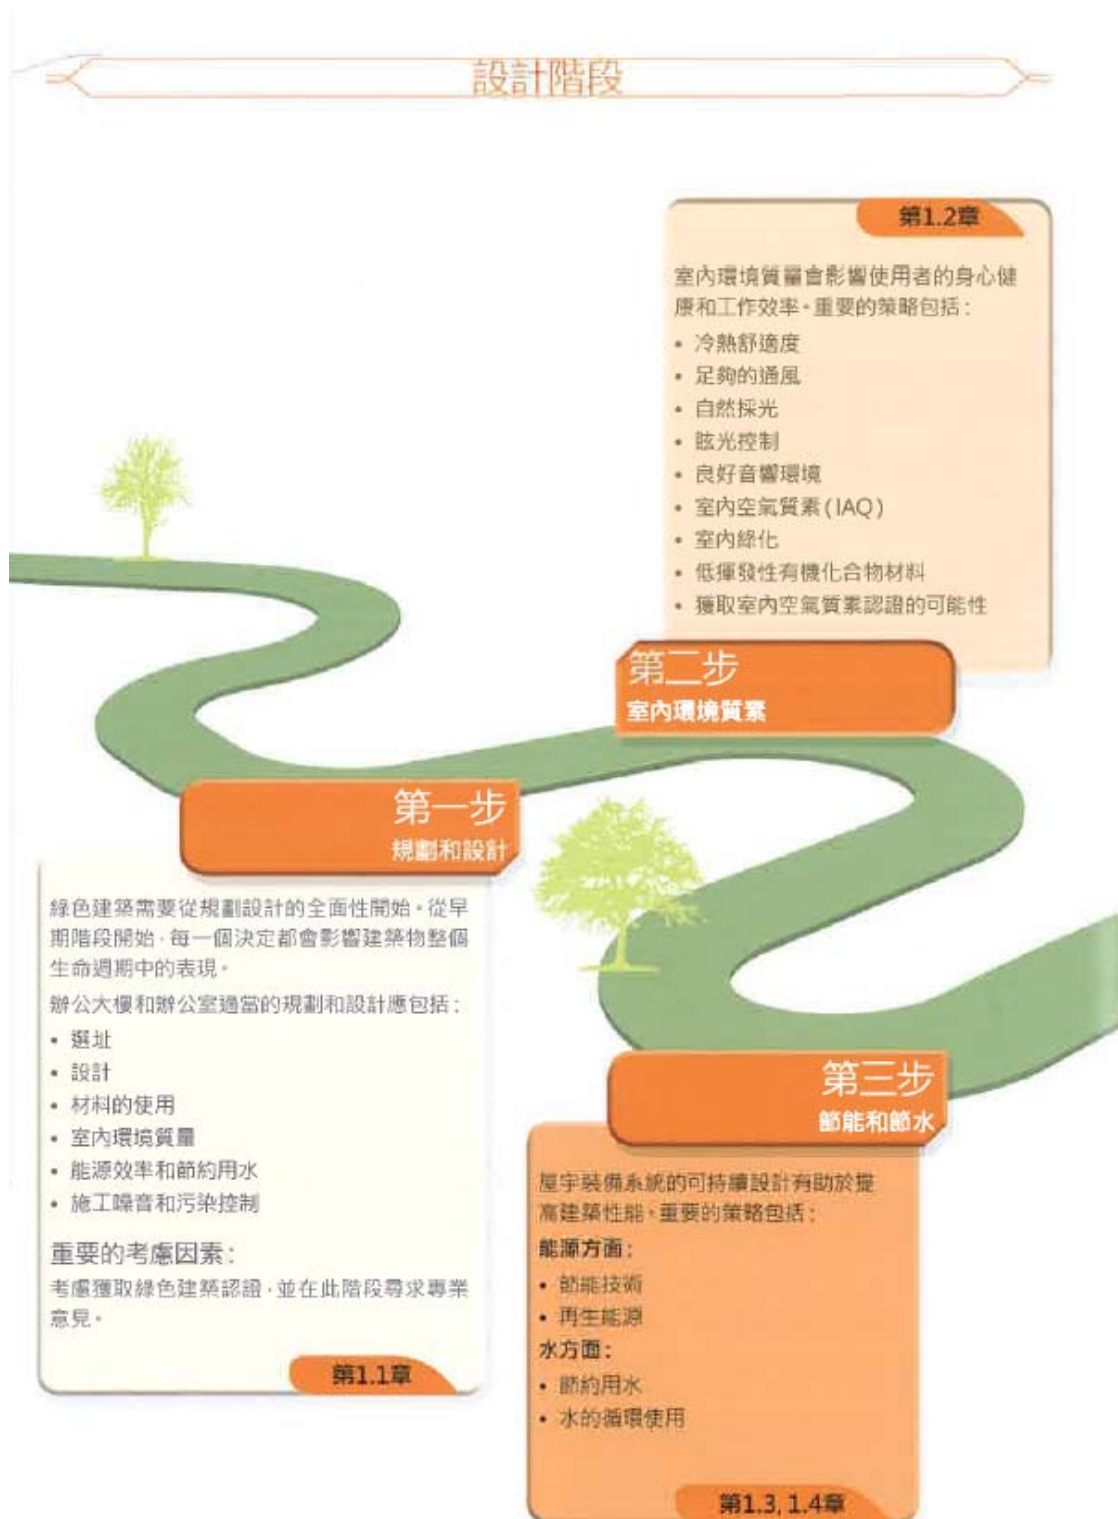 設計階段
第1.2章
室內環境質量會影響使用者的身心健
康和工作效率。重要的策略包括：
• 冷熱舒適度
• 足夠的通風
• 自然採光
• 眩光控制
• 良好音響環境
• 室內空氣質素 ( IAQ )
• 室內綠化
• 低揮發性有機化合物材料
• 獲取室內空氣質素認證的可能性
第二步
室內環境質素
第一步
規劃和設計
綠色建築需要從規劃設計的全面性開始。從早
期階段開始，每一個決定都會影響建築物整個
生命週期中的表現。
辦公大樓和辦公室適當的規劃和設計應包括：
• 選址
• 設計
• 材料的使用
• 室內環境質量
• 能源效率和節約用水
• 施工噪音和污染控制
重要的考慮因素：
考慮獲取綠色建築認證，並在此階段尋求專業
意見。
第1.1章
第三步
節能和節水
屋宇裝備系統的可持續設計有助於提
高建築性能。重要的策略包括：
能源方面：
• 節能技術
• 再生能源
水方面：
• 節約用水
• 水的循環使用
第1.3, 1.4章